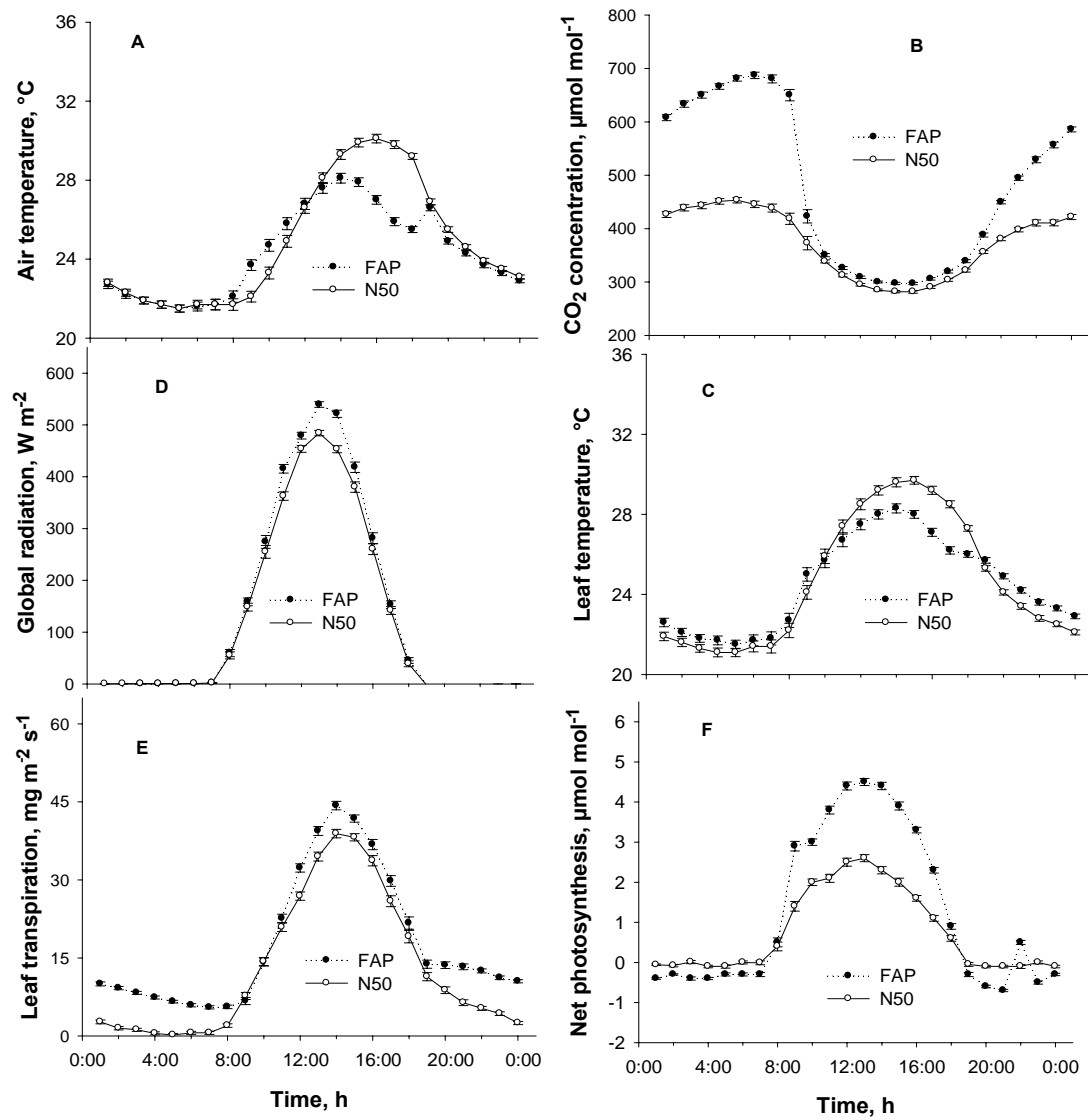 A
Air temperature, °C
36
32
28
24
20
FAP
N50
B
CO2 concentration, µmol mol-1
800
700
600
500
400
300
200
FAP
N50
D
Global radiation, W m-2
600
500
400
300
200
100
0
FAP
N50
C
Leaf temperature, °C
36
32
28
24
20
FAP
N50
E
Leaf transpiration, mg m-2 s-1
60
45
30
15
0
FAP
N50
0:00 4:00 8:00 12:00 16:00 20:00 0:00
Time, h
F
Net photosynthesis, µmol mol-1
6
5
4
3
2
1
0
-1
-2
FAP
N50
0:00 4:00 8:00 12:00 16:00 20:00 0:00
Time, h